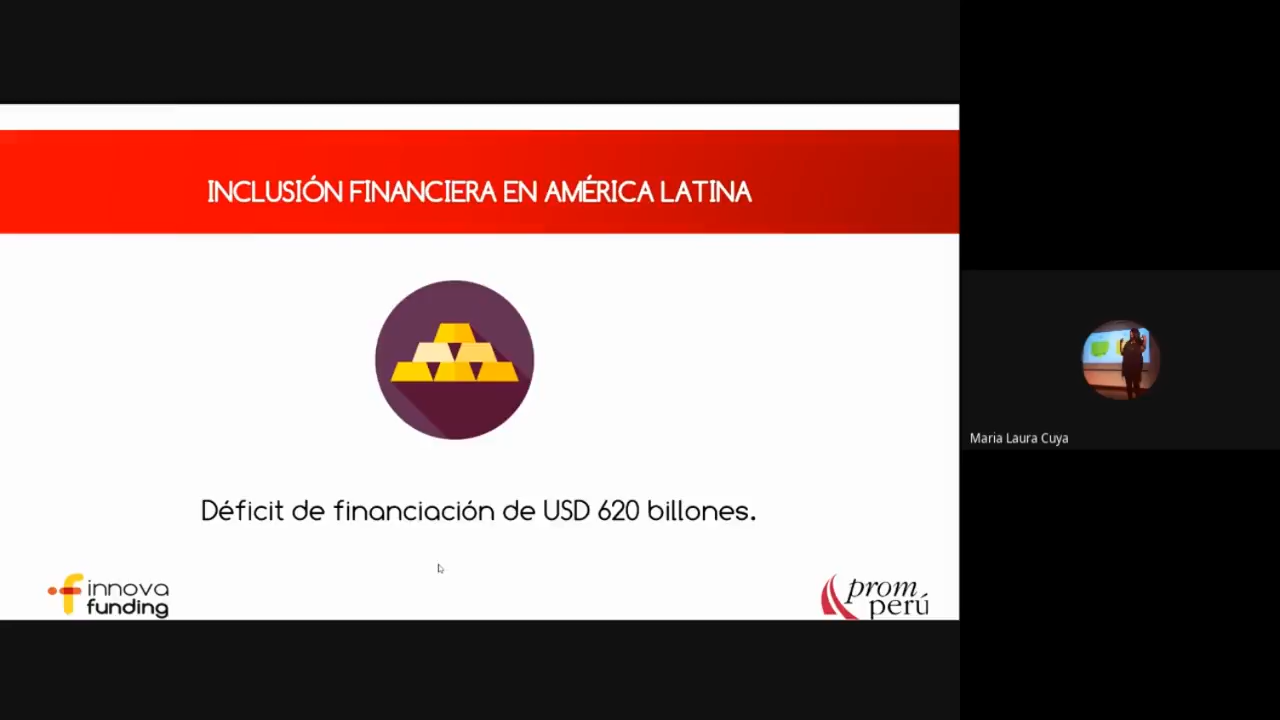 INCLUSIÓN FINANCIERA EN AMÉRICA LATINA
Déficit de financiación de USD 620 billones.
innova
funding
prom
perú
Maria Laura Cuya